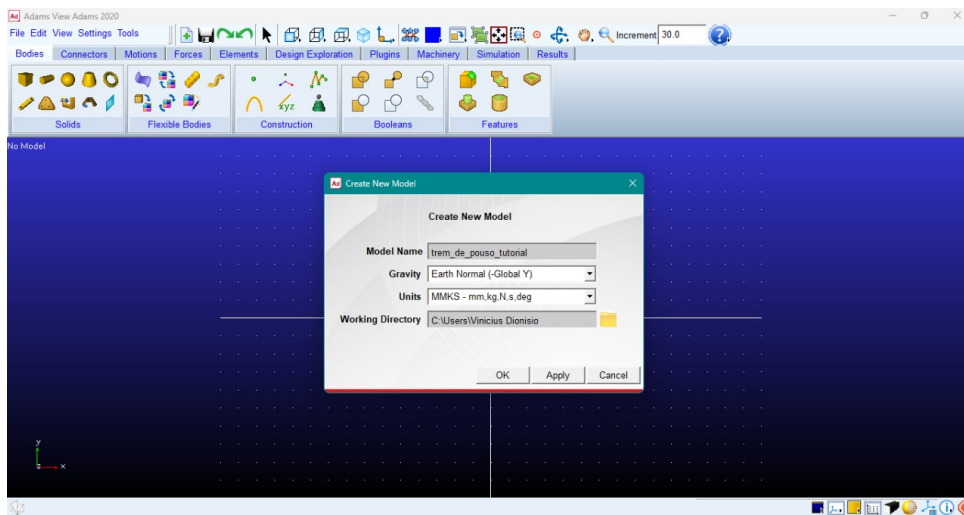 Ad Adams View Adams 2020
File Edit View Settings Tools Increment 30.0 ?
Bodies Connectors Motions Forces Elements Design Exploration Plugins Machinery Simulation Results
xyz
Solids Flexible Bodies Construction Booleans Features
No Model
Ad Create New Model
Create New Model
Model Name trem_de_pouso_tutorial
Gravity Earth Normal (-Global Y)
Units MMKS - mm,kg,N,s,deg
Working Directory C:\Users\Vinicius Dionisio
OK Apply Cancel
y
z x